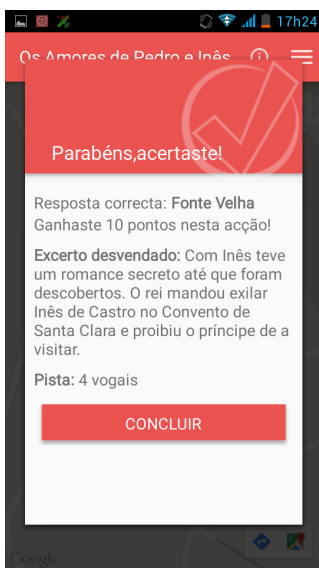 17h24
Os Amores de Pedro e Inês
Parabéns,acertaste!
Resposta correcta: Fonte Velha
Ganhaste 10 pontos nesta acção!
Excerto desvendado: Com Inês teve
um romance secreto até que foram
descobertos. O rei mandou exilar
Inês de Castro no Convento de
Santa Clara e proibiu o príncipe de a
visitar.
Pista: 4 vogais
CONCLUIR
Google